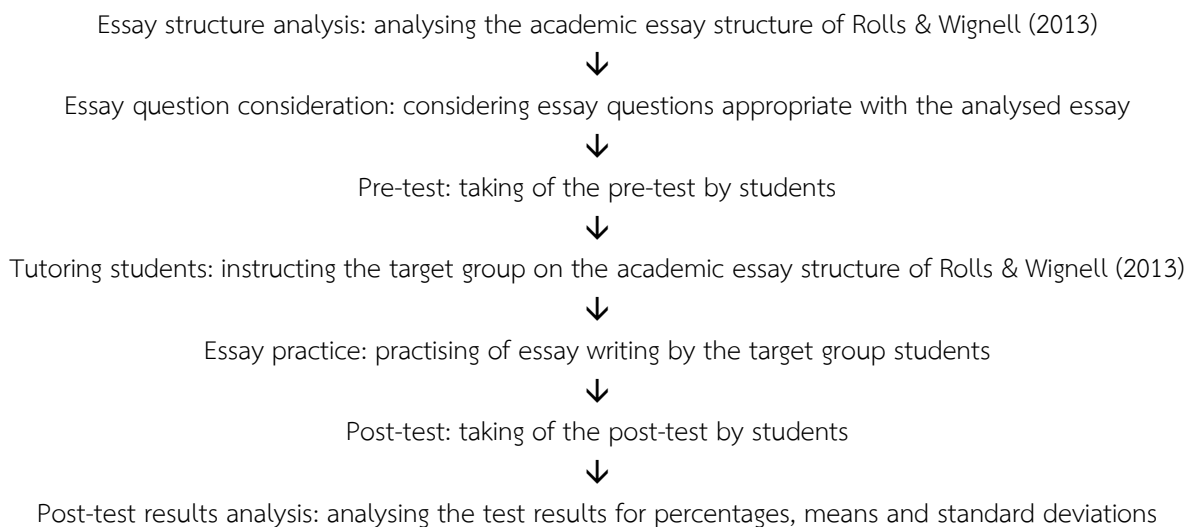 Essay structure analysis: analysing the academic essay structure of Rolls & Wignell (2013)
↓
Essay question consideration: considering essay questions appropriate with the analysed essay
↓
Pre-test: taking of the pre-test by students
↓
Tutoring students: instructing the target group on the academic essay structure of Rolls & Wignell (2013)
↓
Essay practice: practising of essay writing by the target group students
↓
Post-test: taking of the post-test by students
↓
Post-test results analysis: analysing the test results for percentages, means and standard deviations